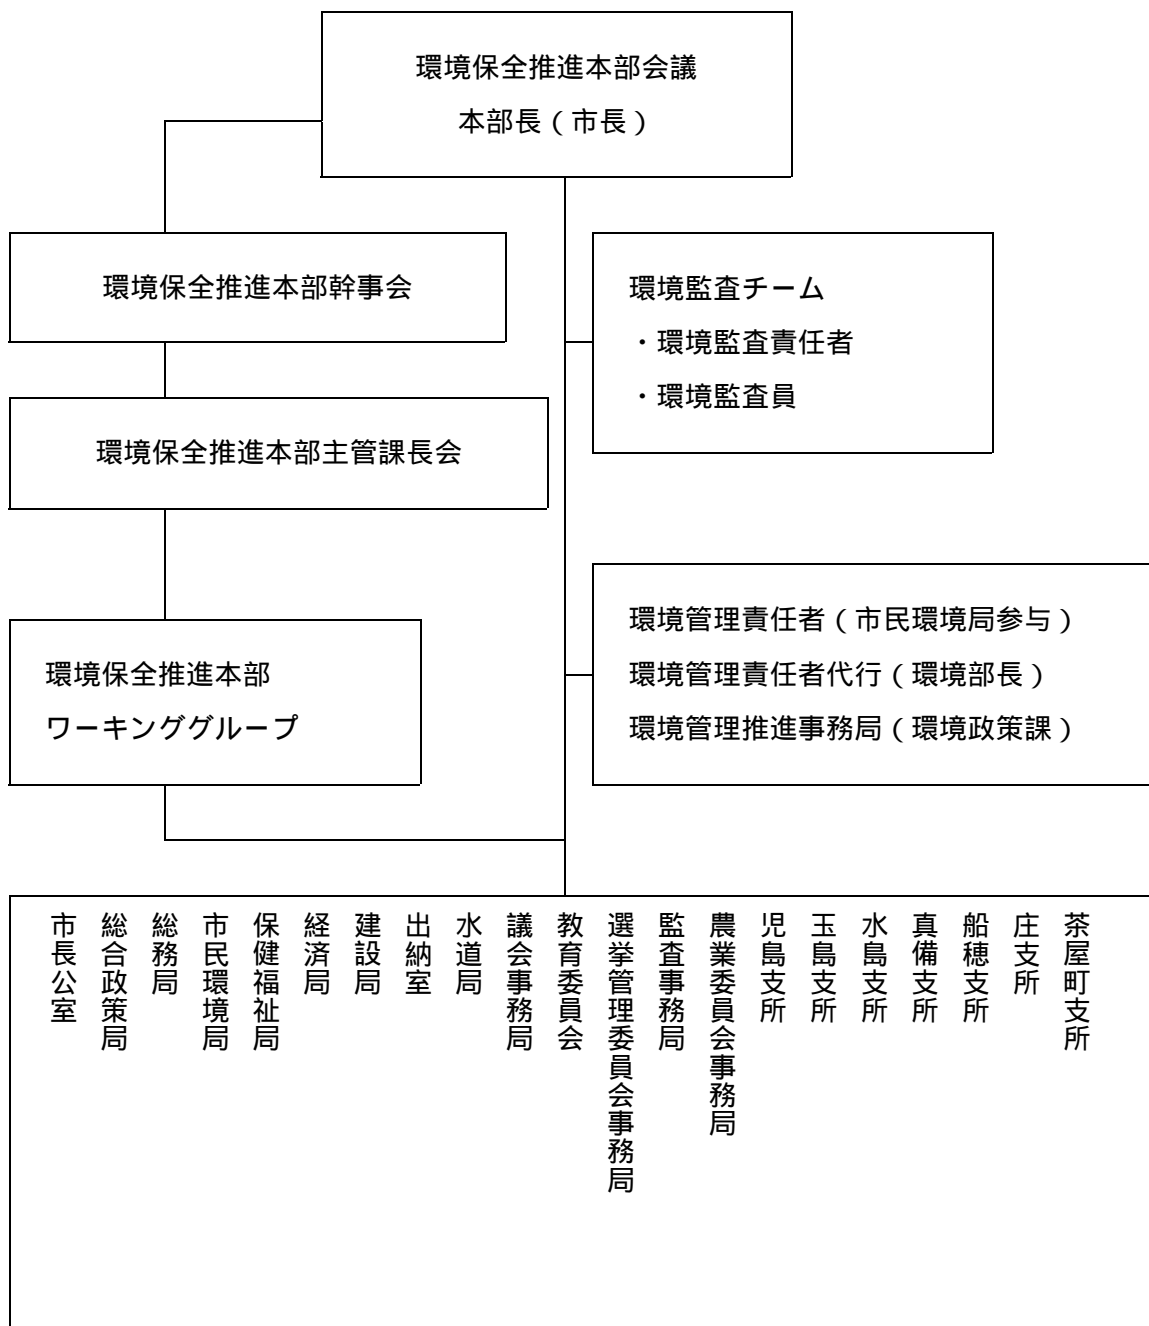 環境保全推進本部会議
本部長（市長）
環境保全推進本部幹事会
環境監査チーム
・環境監査責任者
・環境監査員
環境保全推進本部主管課長会
環境管理責任者（市民環境局参与）
環境管理責任者代行（環境部長）
環境管理推進事務局（環境政策課）
環境保全推進本部
ワーキンググループ
市長公室
総合政策局
総務局
市民環境局
保健福祉局
経済局
建設局
出納室
水道局
議会事務局
教育委員会
選挙管理委員会事務局
監査事務局
農業委員会事務局
児島支所
玉島支所
水島支所
真備支所
船穂支所
庄支所
茶屋町支所